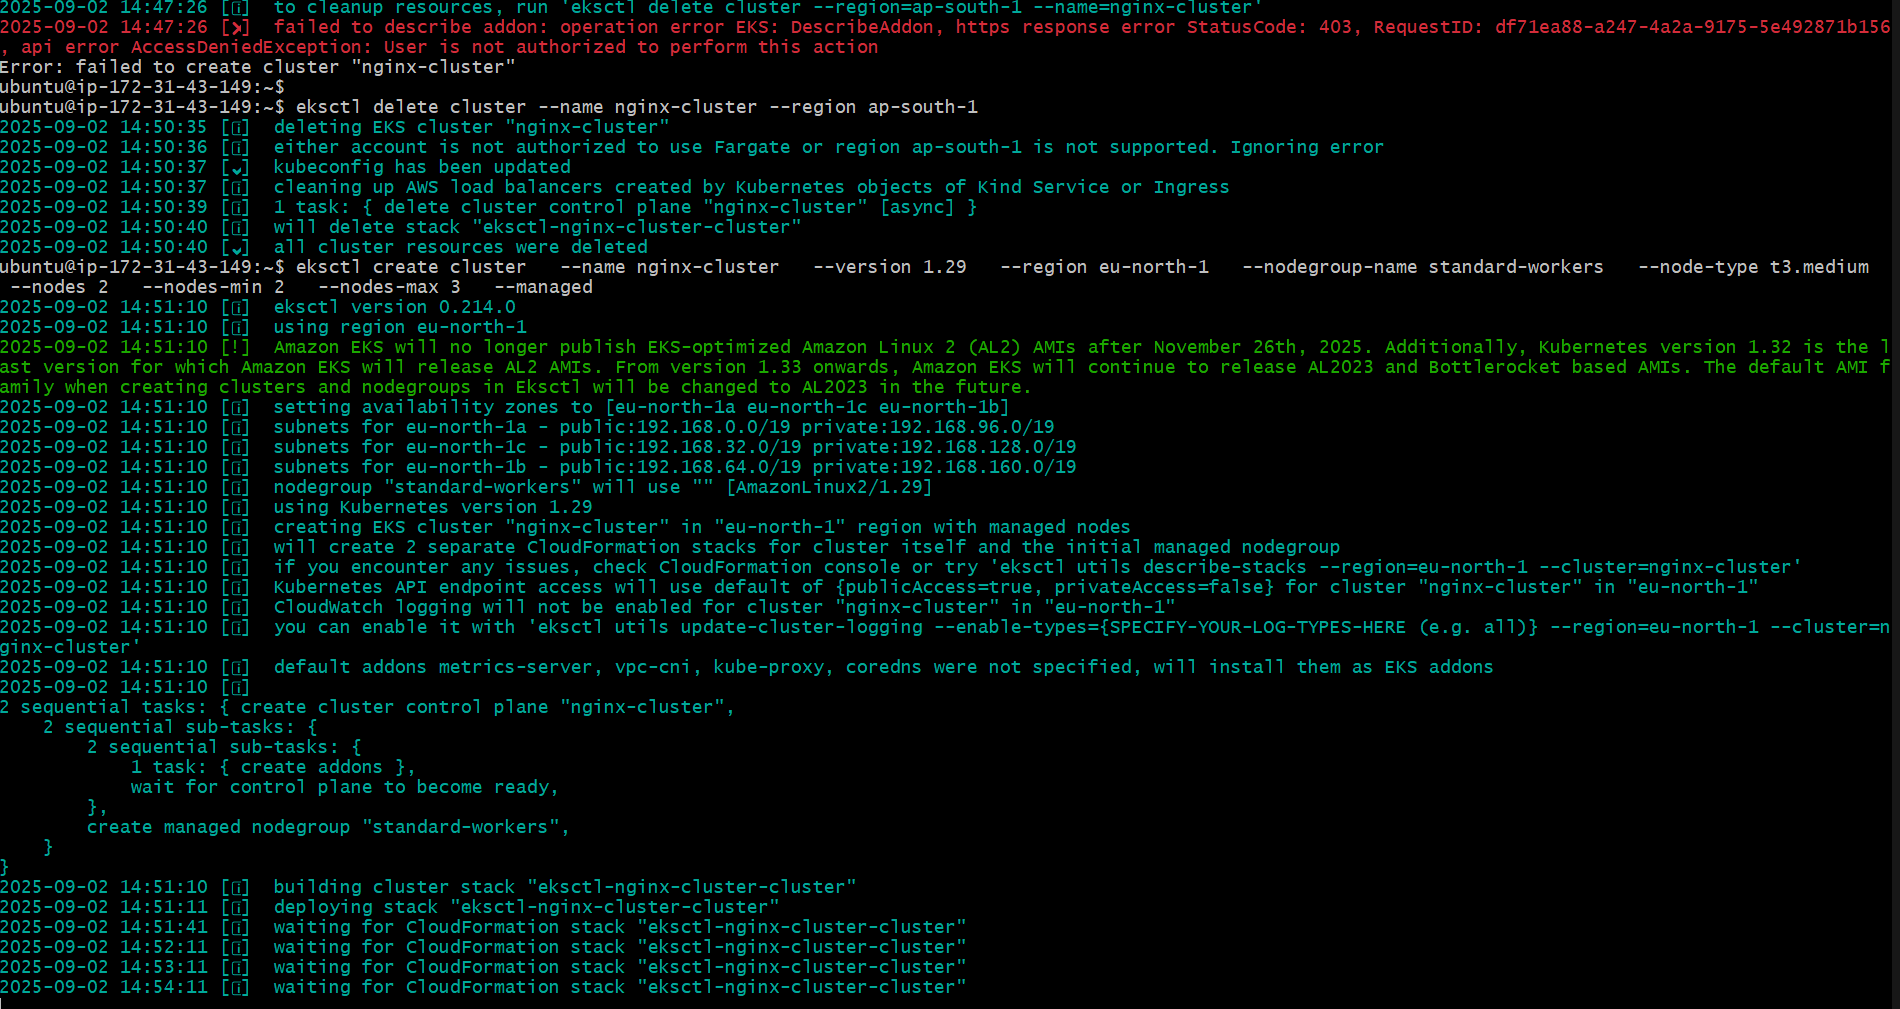 2025-09-02 14:47:26 [ℹ]  to cleanup resources, run 'eksctl delete cluster --region=ap-south-1 --name=nginx-cluster'
2025-09-02 14:47:26 [✖]  failed to describe addon: operation error EKS: DescribeAddon, https response error StatusCode: 403, RequestID: df71ea88-a247-4a2a-9175-5e492871b156
, api error AccessDeniedException: User is not authorized to perform this action
Error: failed to create cluster "nginx-cluster"
ubuntu@ip-172-31-43-149:~$
ubuntu@ip-172-31-43-149:~$ eksctl delete cluster --name nginx-cluster --region ap-south-1
2025-09-02 14:50:35 [ℹ]  deleting EKS cluster "nginx-cluster"
2025-09-02 14:50:36 [ℹ]  either account is not authorized to use Fargate or region ap-south-1 is not supported. Ignoring error
2025-09-02 14:50:37 [✔]  kubeconfig has been updated
2025-09-02 14:50:37 [ℹ]  cleaning up AWS load balancers created by Kubernetes objects of Kind Service or Ingress
2025-09-02 14:50:39 [ℹ]  1 task: { delete cluster control plane "nginx-cluster" [async] }
2025-09-02 14:50:40 [ℹ]  will delete stack "eksctl-nginx-cluster-cluster"
2025-09-02 14:50:40 [✔]  all cluster resources were deleted
ubuntu@ip-172-31-43-149:~$ eksctl create cluster   --name nginx-cluster   --version 1.29   --region eu-north-1   --nodegroup-name standard-workers   --node-type t3.medium
 --nodes 2   --nodes-min 2   --nodes-max 3   --managed
2025-09-02 14:51:10 [ℹ]  eksctl version 0.214.0
2025-09-02 14:51:10 [ℹ]  using region eu-north-1
2025-09-02 14:51:10 [!]  Amazon EKS will no longer publish EKS-optimized Amazon Linux 2 (AL2) AMIs after November 26th, 2025. Additionally, Kubernetes version 1.32 is the l
ast version for which Amazon EKS will release AL2 AMIs. From version 1.33 onwards, Amazon EKS will continue to release AL2023 and Bottlerocket based AMIs. The default AMI f
amily when creating clusters and nodegroups in Eksctl will be changed to AL2023 in the future.
2025-09-02 14:51:10 [ℹ]  setting availability zones to [eu-north-1a eu-north-1c eu-north-1b]
2025-09-02 14:51:10 [ℹ]  subnets for eu-north-1a - public:192.168.0.0/19 private:192.168.96.0/19
2025-09-02 14:51:10 [ℹ]  subnets for eu-north-1c - public:192.168.32.0/19 private:192.168.128.0/19
2025-09-02 14:51:10 [ℹ]  subnets for eu-north-1b - public:192.168.64.0/19 private:192.168.160.0/19
2025-09-02 14:51:10 [ℹ]  nodegroup "standard-workers" will use "" [AmazonLinux2/1.29]
2025-09-02 14:51:10 [ℹ]  using Kubernetes version 1.29
2025-09-02 14:51:10 [ℹ]  creating EKS cluster "nginx-cluster" in "eu-north-1" region with managed nodes
2025-09-02 14:51:10 [ℹ]  will create 2 separate CloudFormation stacks for cluster itself and the initial managed nodegroup
2025-09-02 14:51:10 [ℹ]  if you encounter any issues, check CloudFormation console or try 'eksctl utils describe-stacks --region=eu-north-1 --cluster=nginx-cluster'
2025-09-02 14:51:10 [ℹ]  Kubernetes API endpoint access will use default of {publicAccess=true, privateAccess=false} for cluster "nginx-cluster" in "eu-north-1"
2025-09-02 14:51:10 [ℹ]  CloudWatch logging will not be enabled for cluster "nginx-cluster" in "eu-north-1"
2025-09-02 14:51:10 [ℹ]  you can enable it with 'eksctl utils update-cluster-logging --enable-types={SPECIFY-YOUR-LOG-TYPES-HERE (e.g. all)} --region=eu-north-1 --cluster=n
ginx-cluster'
2025-09-02 14:51:10 [ℹ]  default addons metrics-server, vpc-cni, kube-proxy, coredns were not specified, will install them as EKS addons
2025-09-02 14:51:10 [ℹ]
2 sequential tasks: { create cluster control plane "nginx-cluster",
    2 sequential sub-tasks: {
        2 sequential sub-tasks: {
            1 task: { create addons },
            wait for control plane to become ready,
        },
        create managed nodegroup "standard-workers",
    }
}
2025-09-02 14:51:10 [ℹ]  building cluster stack "eksctl-nginx-cluster-cluster"
2025-09-02 14:51:11 [ℹ]  deploying stack "eksctl-nginx-cluster-cluster"
2025-09-02 14:51:41 [ℹ]  waiting for CloudFormation stack "eksctl-nginx-cluster-cluster"
2025-09-02 14:52:11 [ℹ]  waiting for CloudFormation stack "eksctl-nginx-cluster-cluster"
2025-09-02 14:53:11 [ℹ]  waiting for CloudFormation stack "eksctl-nginx-cluster-cluster"
2025-09-02 14:54:11 [ℹ]  waiting for CloudFormation stack "eksctl-nginx-cluster-cluster"